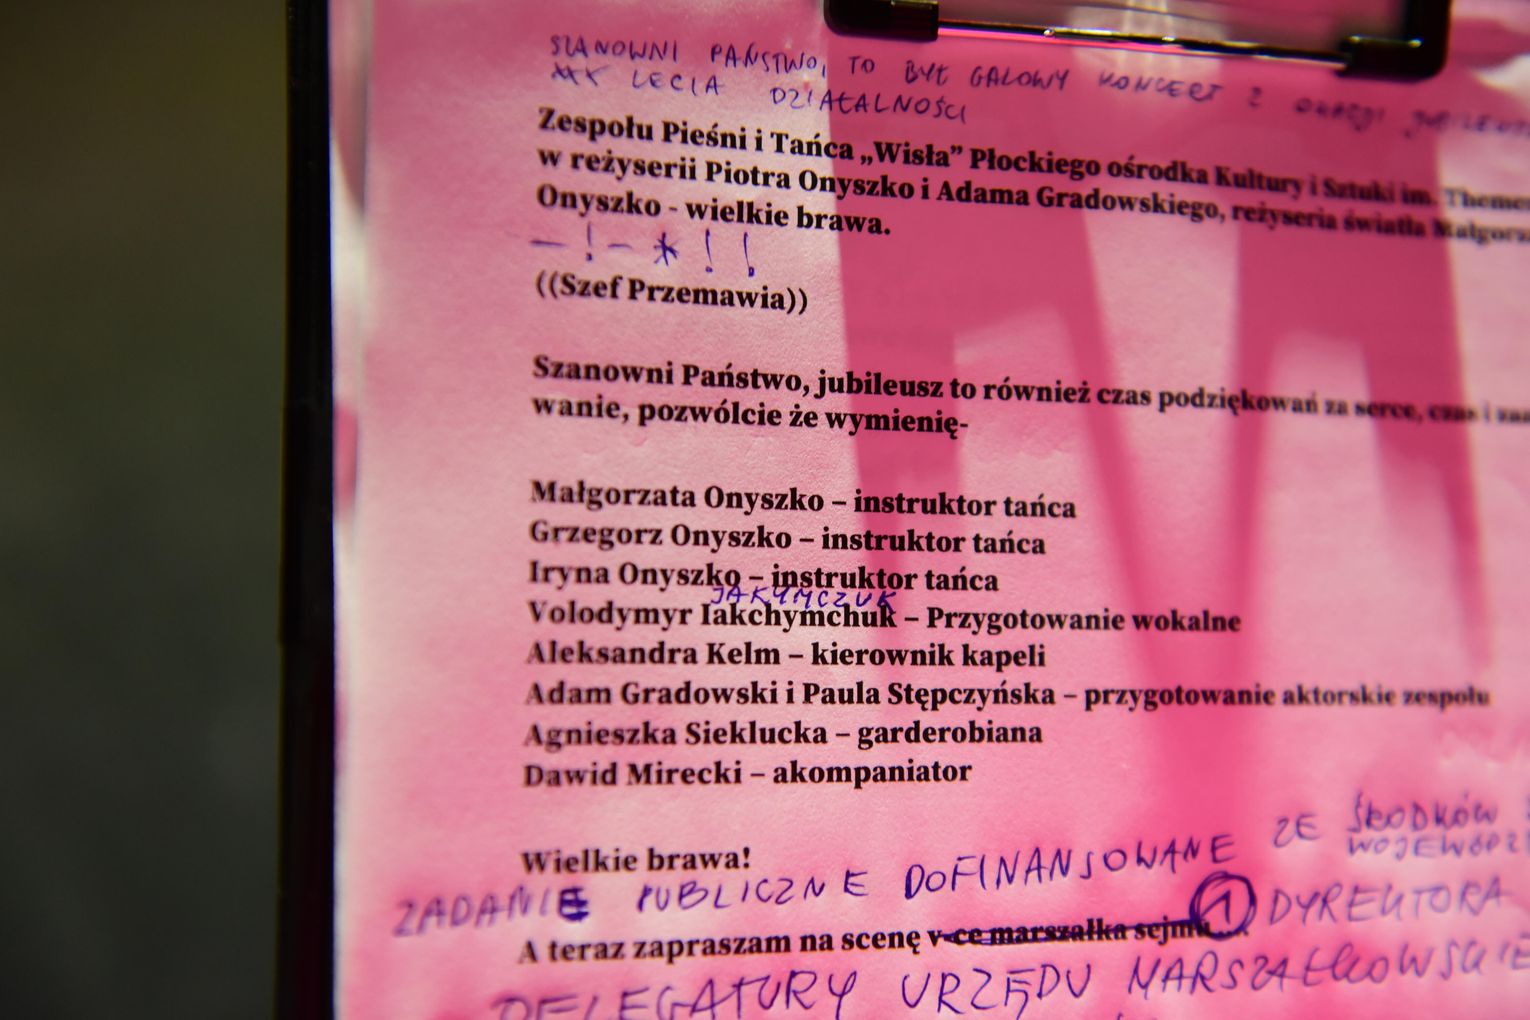 SZANOWNI PAŃSTWO, TO BYŁ GALOWY KONCERT Z OKAZJI
XXX LECIA DZIAŁALNOŚCI
Zespołu Pieśni i Tańca „Wisła” Płockiego ośrodka Kultury i Sztuki im.
w reżyserii Piotra Onyszko i Adama Gradowskiego, reżyseria światła
Onyszko - wielkie brawa.
– ! – * ! !
((Szef Przemawia))
Szanowni Państwo, jubileusz to również czas podziękowań za serce, czas i
wanie, pozwólcie że wymienię-
Małgorzata Onyszko – instruktor tańca
Grzegorz Onyszko – instruktor tańca
Iryna Onyszko – instruktor tańca
JAKYMCZUK
Volodymyr Iakchymchuk – Przygotowanie wokalne
Aleksandra Kelm – kierownik kapeli
Adam Gradowski i Paula Stępczyńska – przygotowanie aktorskie zespołu
Agnieszka Sieklucka – garderobiana
Dawid Mirecki – akompaniator
Wielkie brawa!
ZADANIE PUBLICZNE DOFINANSOWANE ZE ŚRODKÓW
A teraz zapraszam na scenę v-ce marszałka sejmu... 1 DYREKTORA
DELEGATURY URZĘDU